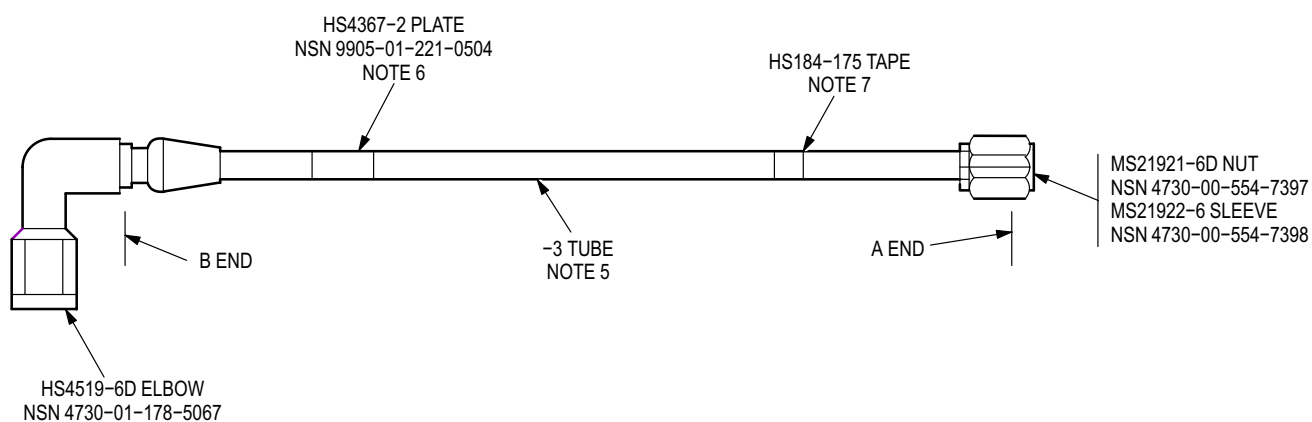 HS4367−2 PLATE
NSN 9905−01−221−0504
NOTE 6
HS184−175 TAPE
NOTE 7
MS21921−6D NUT
NSN 4730−00−554−7397
MS21922−6 SLEEVE
NSN 4730−00−554−7398
B END
−3 TUBE
NOTE 5
A END
HS4519−6D ELBOW
NSN 4730−01−178−5067